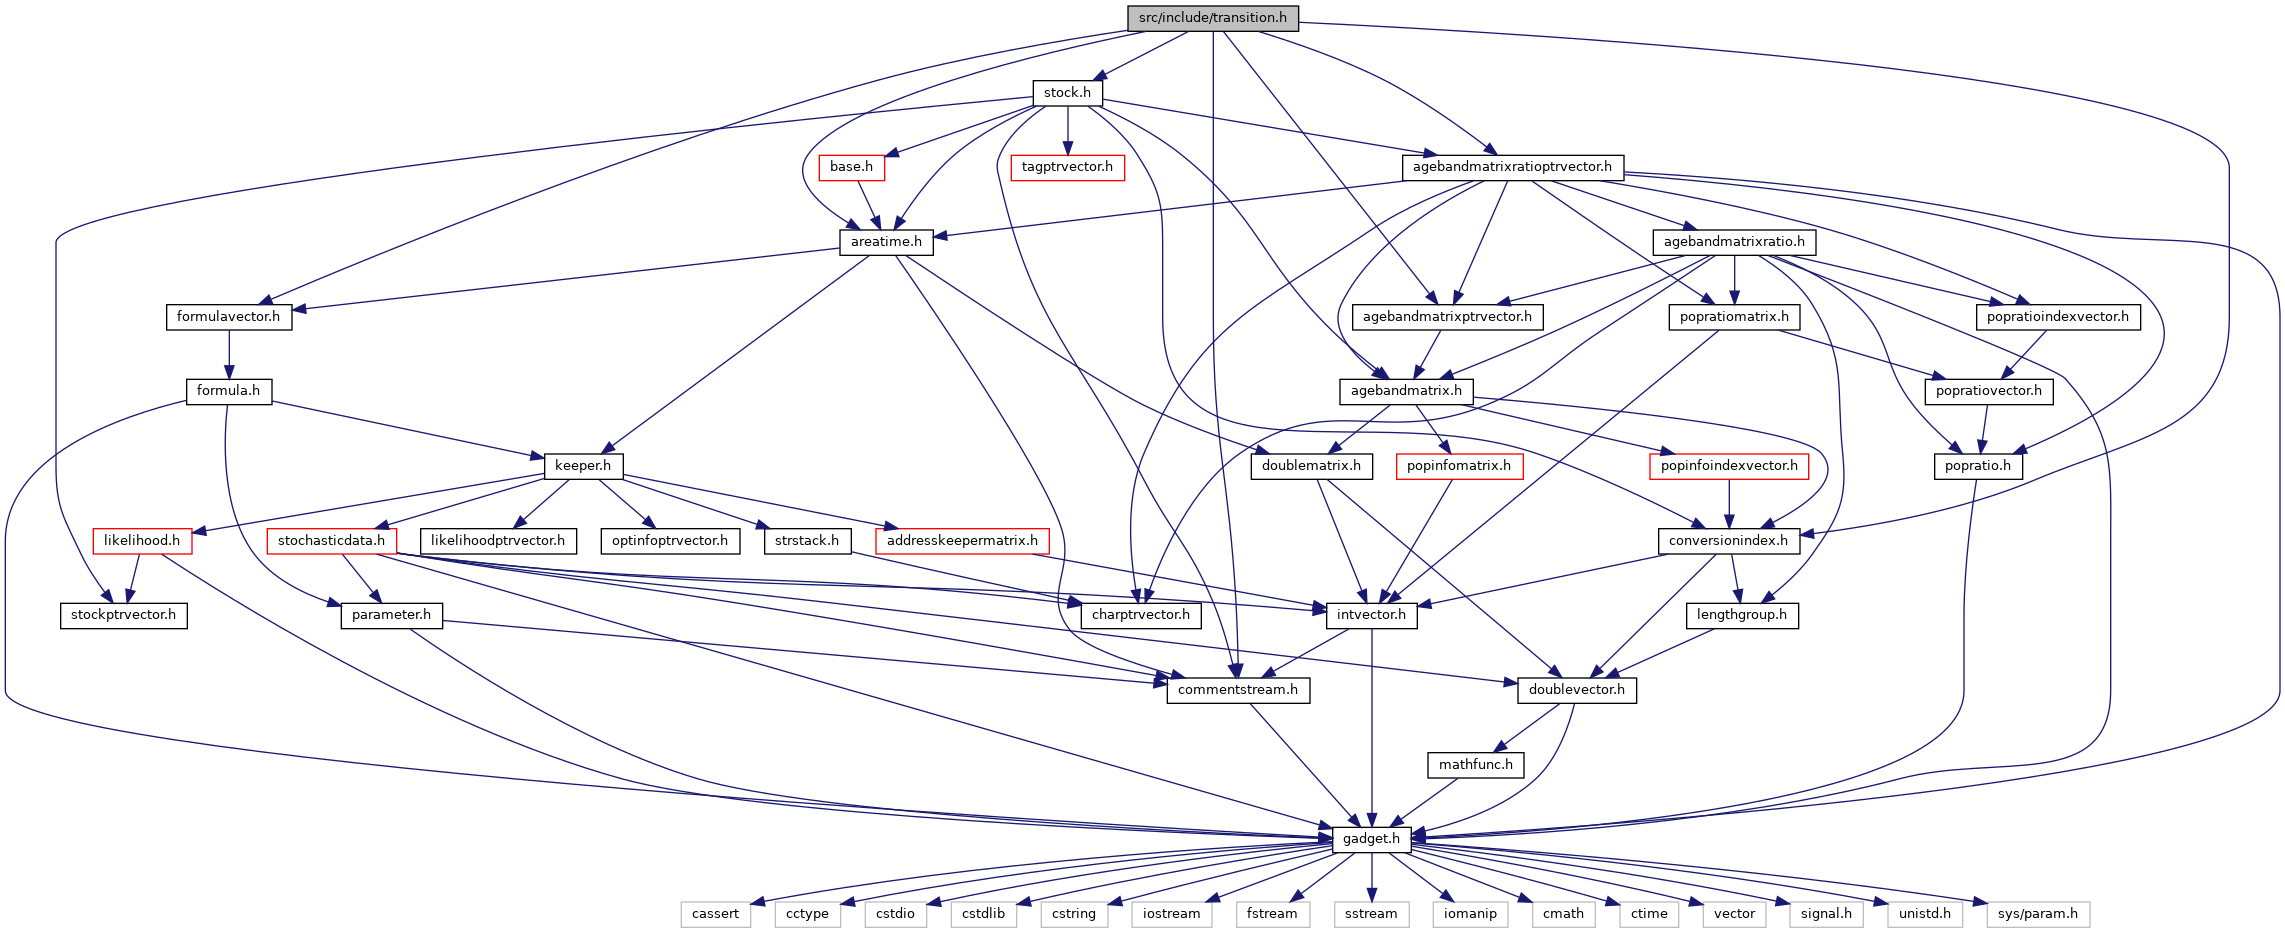 src/include/transition.h
stock.h
base.h
tagptrvector.h
agebandmatrixratioptrvector.h
areatime.h
agebandmatrixratio.h
formulavector.h
agebandmatrixptrvector.h
popratiomatrix.h
popratioindexvector.h
formula.h
agebandmatrix.h
popratiovector.h
keeper.h
doublematrix.h
popinfomatrix.h
popinfoindexvector.h
popratio.h
likelihood.h
stochasticdata.h
likelihoodptrvector.h
optinfoptrvector.h
strstack.h
addresskeepermatrix.h
conversionindex.h
stockptrvector.h
parameter.h
charptrvector.h
intvector.h
lengthgroup.h
commentstream.h
doublevector.h
mathfunc.h
gadget.h
cassert
cctype
cstdio
cstdlib
cstring
iostream
fstream
sstream
iomanip
cmath
ctime
vector
signal.h
unistd.h
sys/param.h